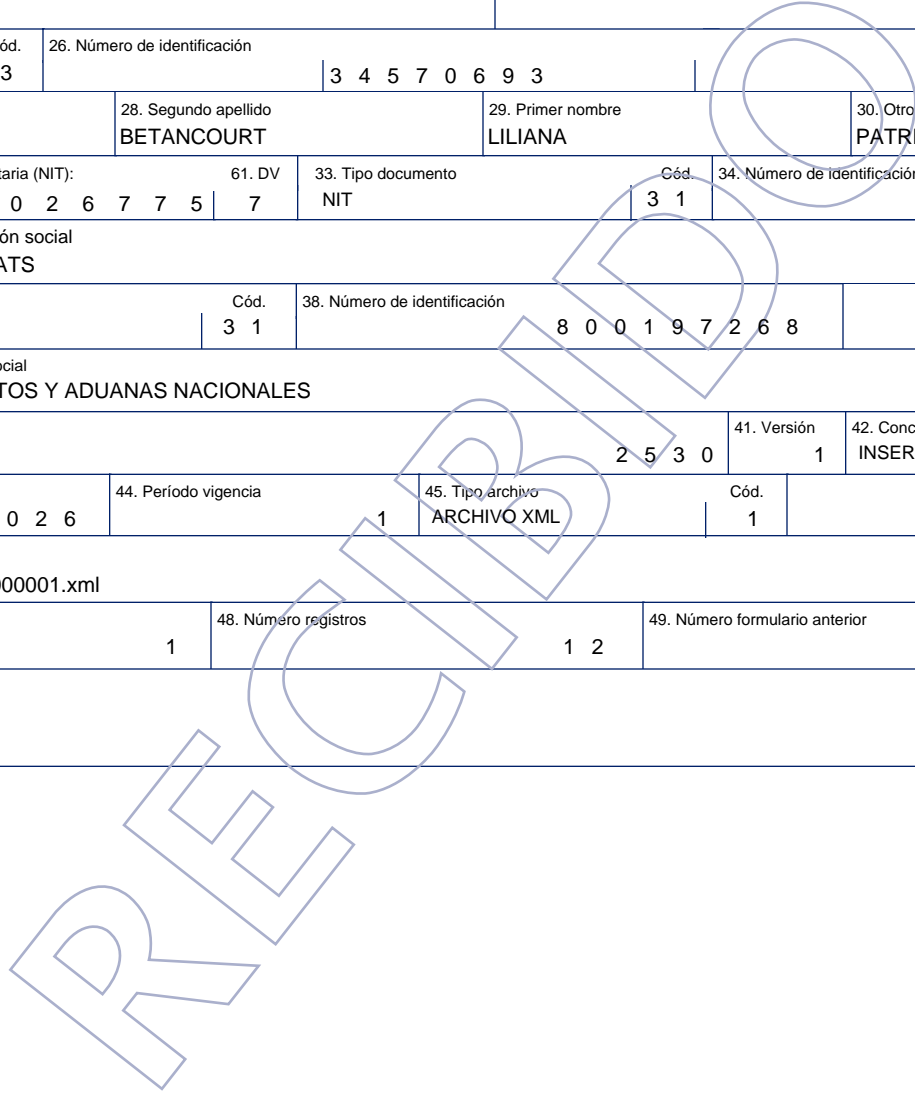 ód. 26. Número de identificación
3 3 4 5 7 0 6 9 3
28. Segundo apellido 29. Primer nombre 30. Otro
BETANCOURT LILIANA PATRI
taria (NIT): 61. DV 33. Tipo documento Cód. 34. Número de identificación
0 2 6 7 7 5 7 NIT 3 1
ón social
ATS
Cód. 38. Número de identificación
3 1 8 0 0 1 9 7 2 6 8
ocial
TOS Y ADUANAS NACIONALES
41. Versión 42. Conc
2 5 3 0 1 INSER
44. Período vigencia 45. Tipo archivo Cód.
0 2 6 1 ARCHIVO XML 1
000001.xml
48. Número registros 49. Número formulario anterior
1 1 2
RECIBIDO